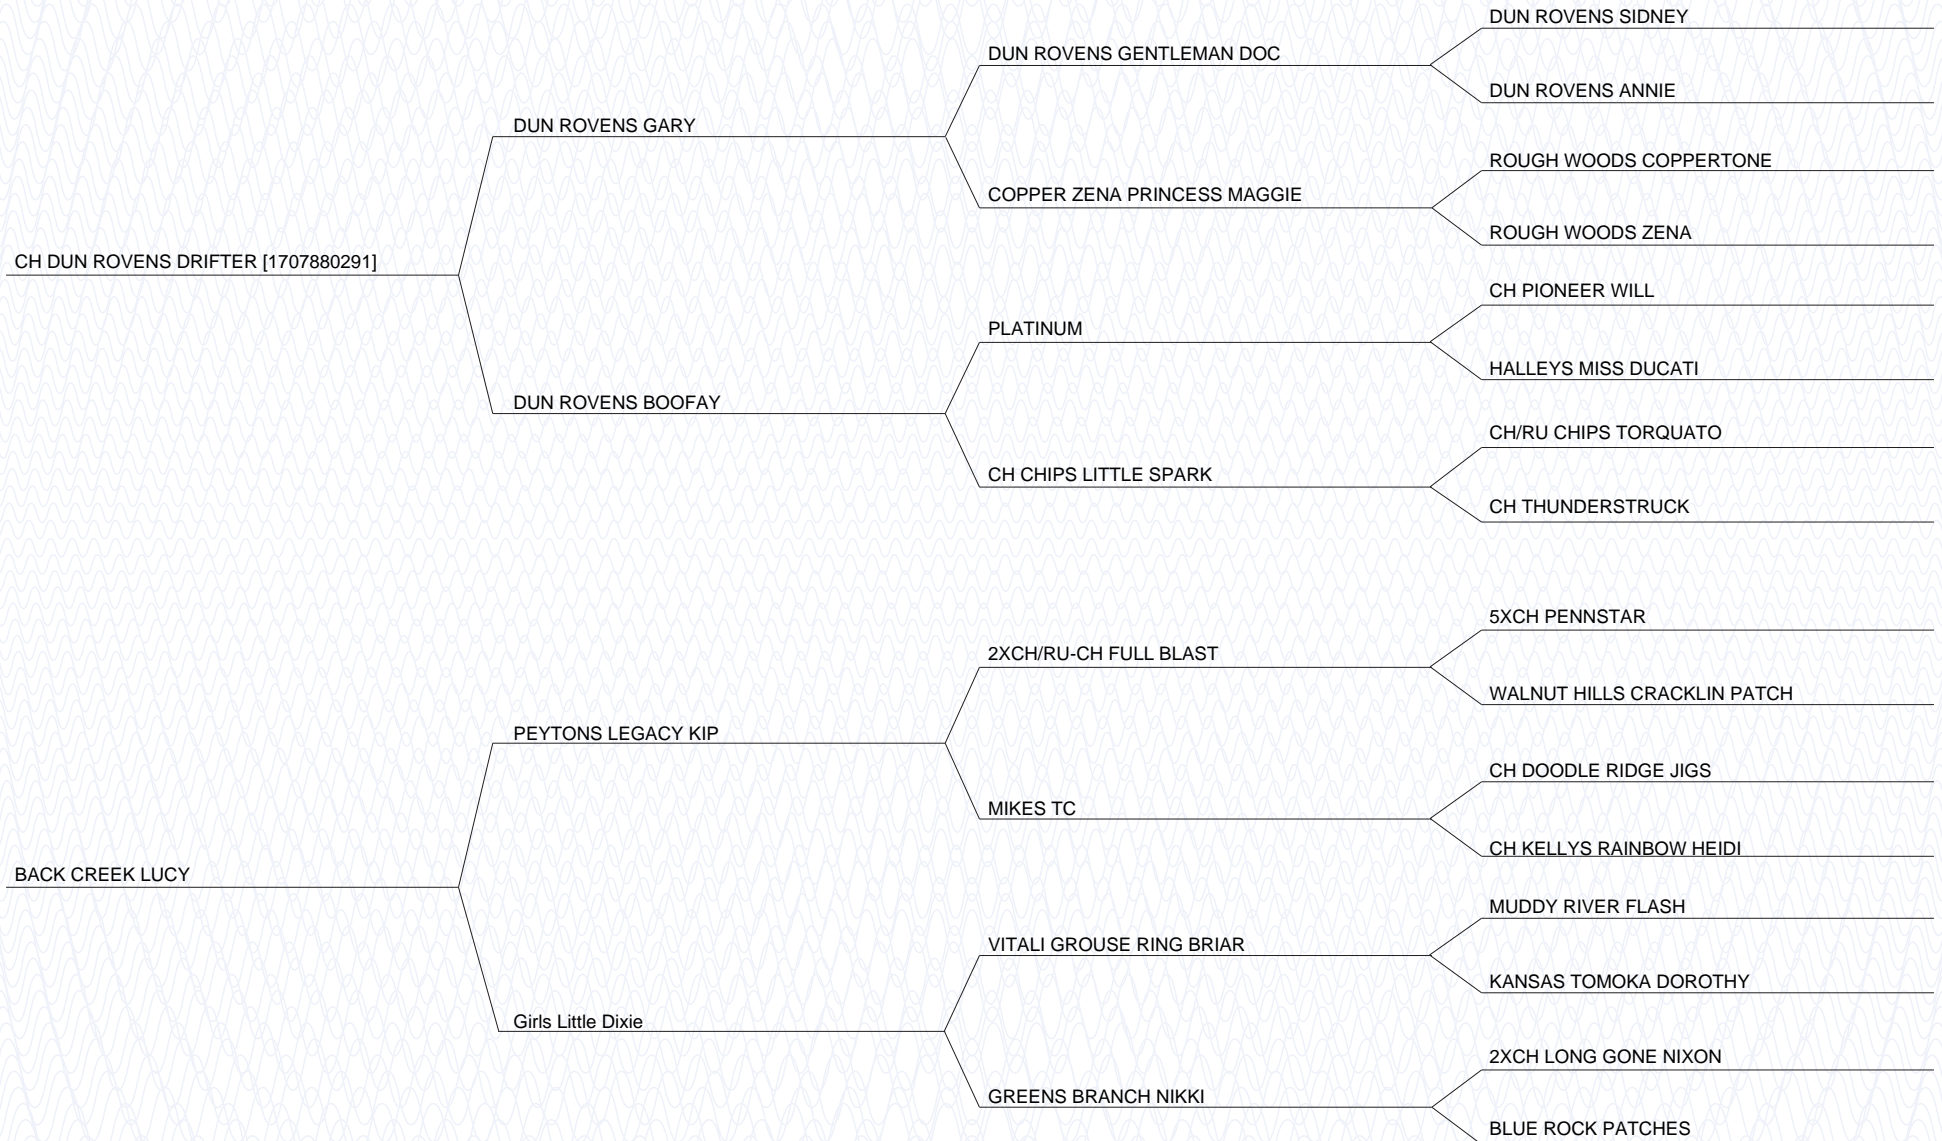 DUN ROVENS SIDNEY
DUN ROVENS GENTLEMAN DOC
DUN ROVENS ANNIE
DUN ROVENS GARY
ROUGH WOODS COPPERTONE
COPPER ZENA PRINCESS MAGGIE
ROUGH WOODS ZENA
CH DUN ROVENS DRIFTER [1707880291]
CH PIONEER WILL
PLATINUM
HALLEYS MISS DUCATI
DUN ROVENS BOOFAY
CH/RU CHIPS TORQUATO
CH CHIPS LITTLE SPARK
CH THUNDERSTRUCK
5XCH PENNSTAR
2XCH/RU-CH FULL BLAST
WALNUT HILLS CRACKLIN PATCH
PEYTONS LEGACY KIP
CH DOODLE RIDGE JIGS
MIKES TC
CH KELLYS RAINBOW HEIDI
BACK CREEK LUCY
MUDDY RIVER FLASH
VITALI GROUSE RING BRIAR
KANSAS TOMOKA DOROTHY
Girls Little Dixie
2XCH LONG GONE NIXON
GREENS BRANCH NIKKI
BLUE ROCK PATCHES